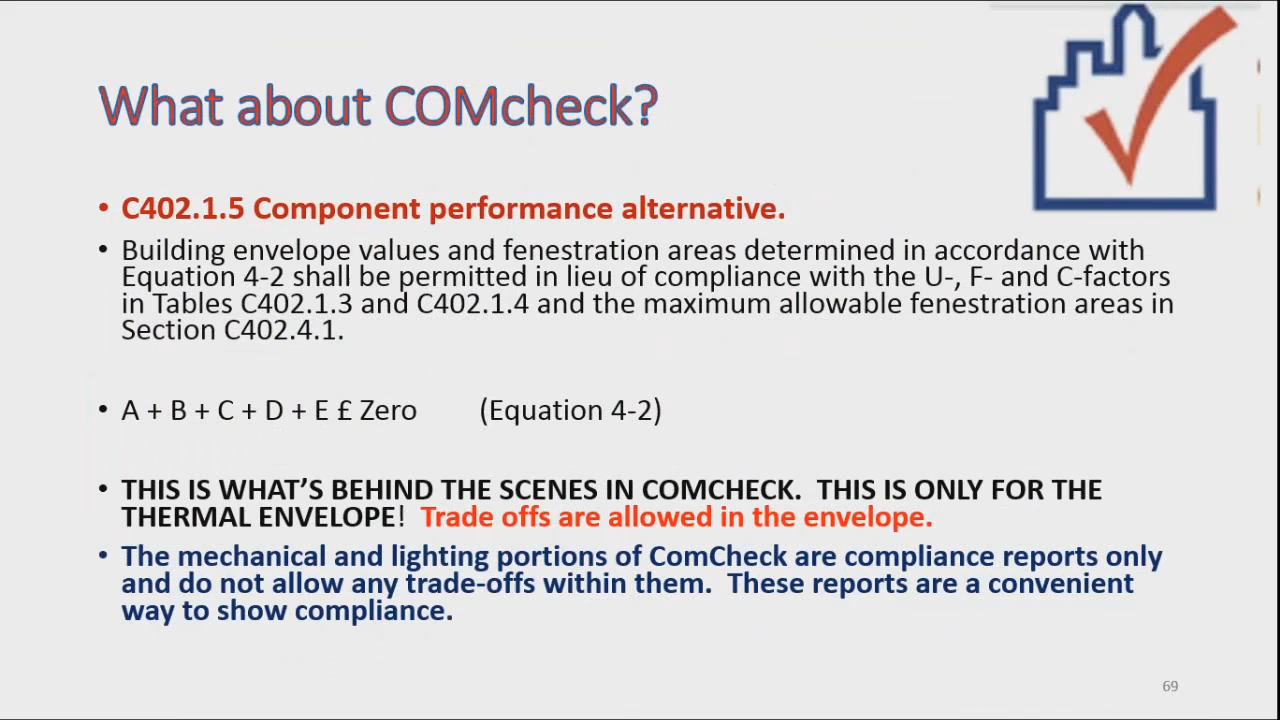 What about COMcheck?
• C402.1.5 Component performance alternative.
• Building envelope values and fenestration areas determined in accordance with
Equation 4-2 shall be permitted in lieu of compliance with the U-, F- and C-factors
in Tables C402.1.3 and C402.1.4 and the maximum allowable fenestration areas in
Section C402.4.1.
• A + B + C + D + E £ Zero (Equation 4-2)
• THIS IS WHAT’S BEHIND THE SCENES IN COMCHECK. THIS IS ONLY FOR THE
THERMAL ENVELOPE! Trade offs are allowed in the envelope.
• The mechanical and lighting portions of ComCheck are compliance reports only
and do not allow any trade-offs within them. These reports are a convenient
way to show compliance.
69